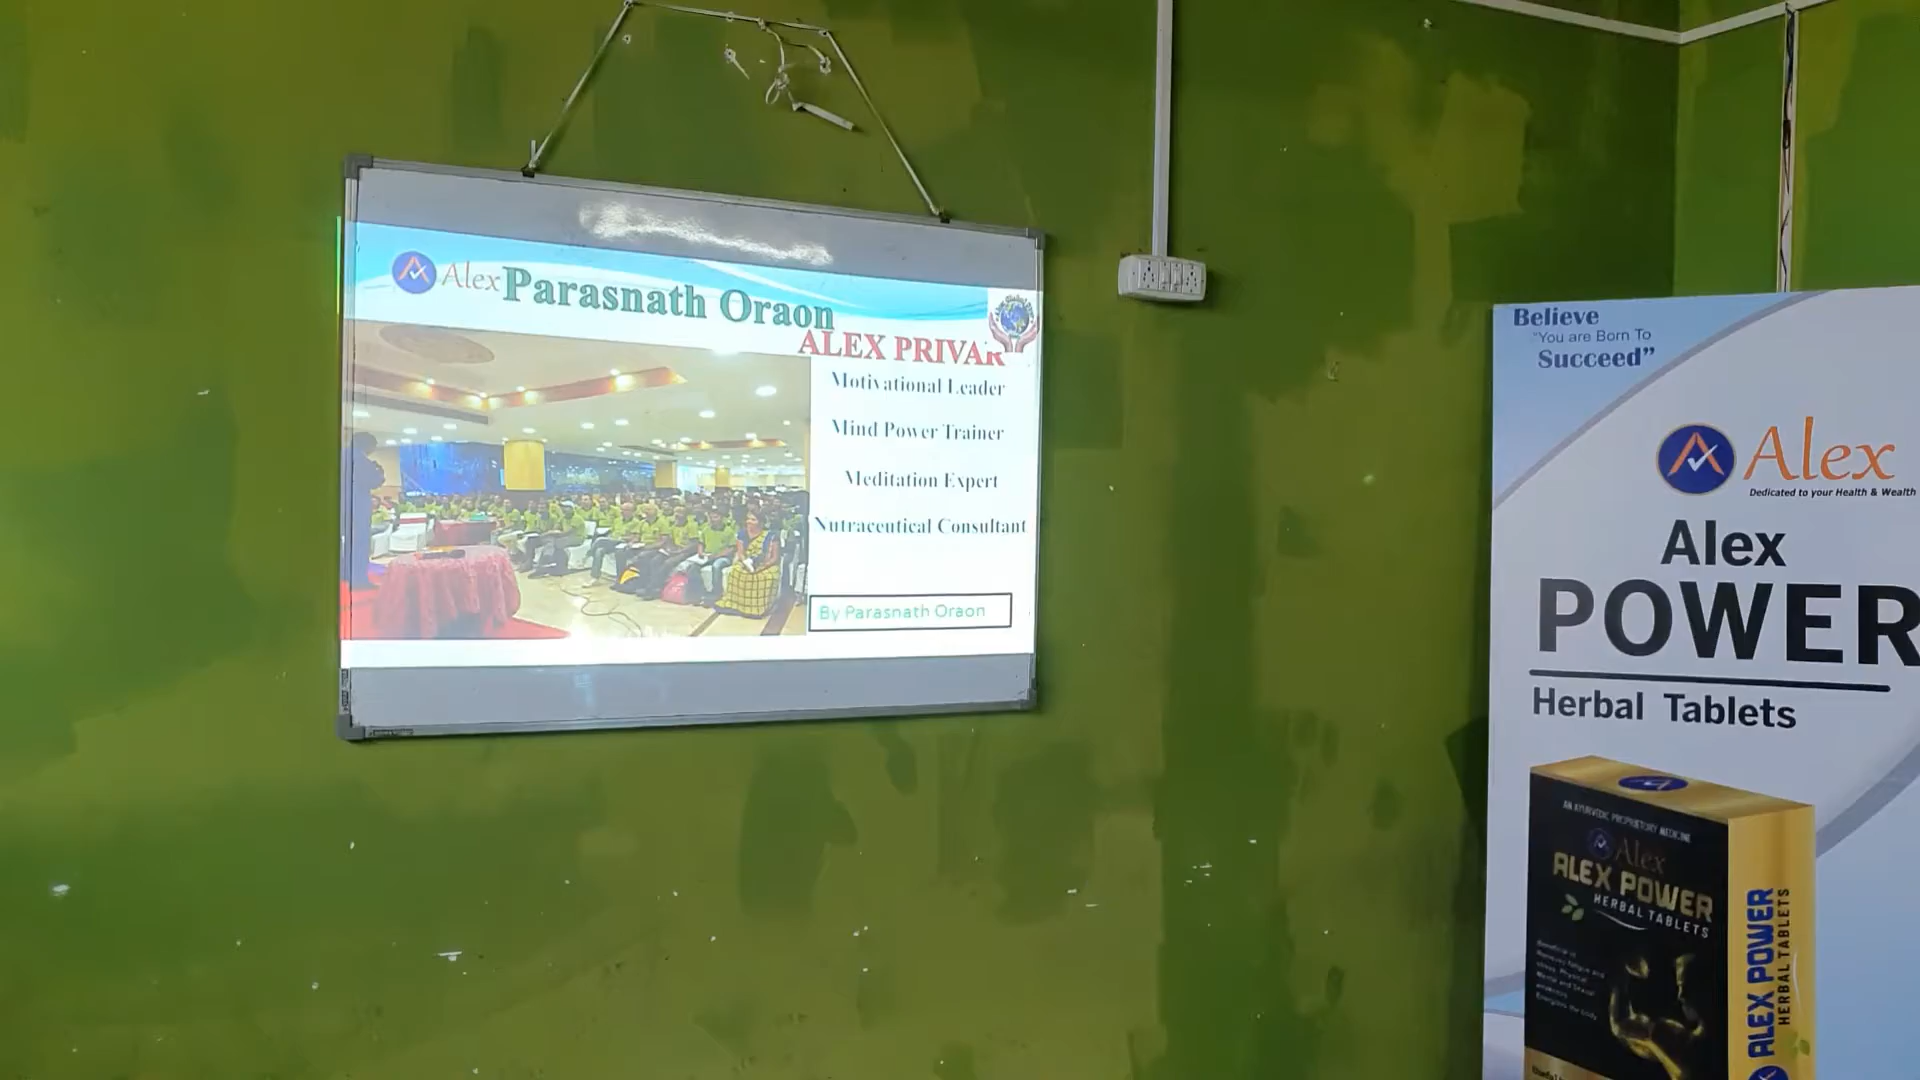 Alex
Parasnath Oraon
ALEX PRIVAR
Motivational Leader
Mind Power Trainer
Meditation Expert
Nutraceutical Consultant
By Parasnath Oraon
Believe
"You are Born To
Succeed"
Alex
Dedicated to your Health & Wealth
Alex
POWER
Herbal Tablets
AN AYURVEDIC PROPRIETORY MEDICINE
Alex
ALEX POWER
HERBAL TABLETS
ALEX POWER
HERBAL TABLETS